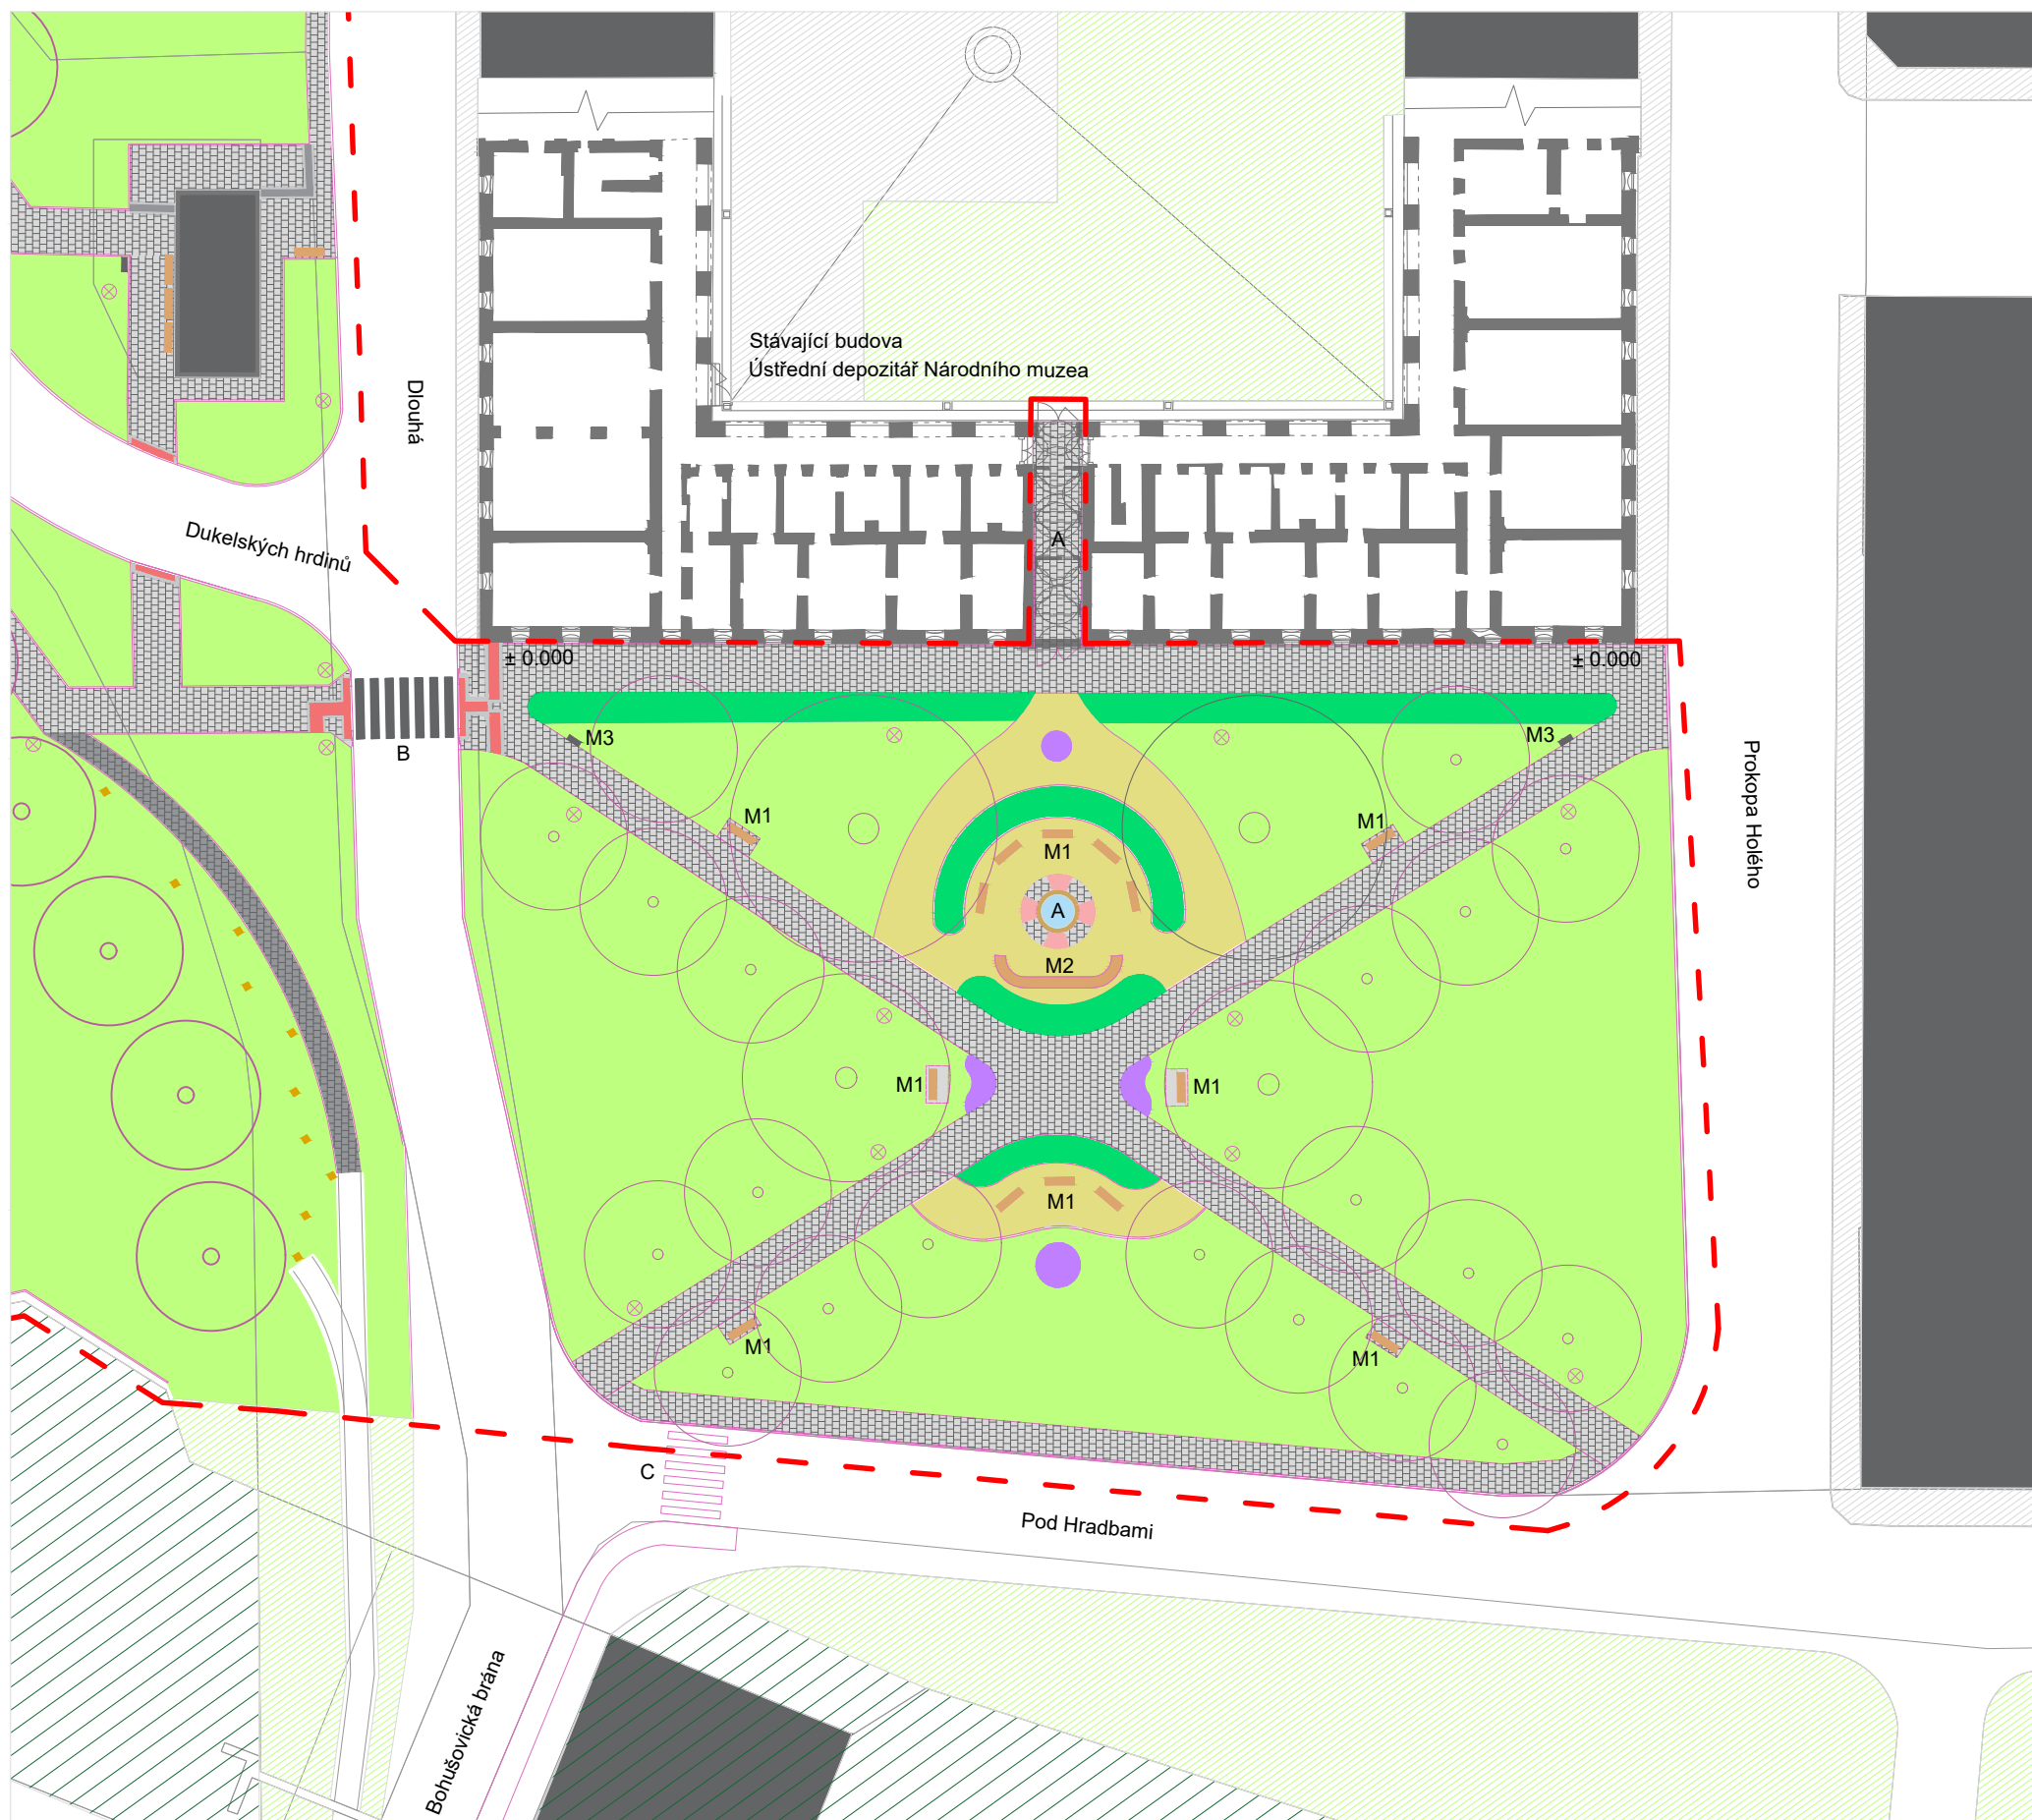 Stávající budova
Ústřední depozitář Národního muzea
Dlouhá
Dukelských hrdinů
A
± 0.000
± 0.000
B
M3
M3
Prokopa Holého
M1
M1
M1
A
M2
M1
M1
M1
M1
M1
C
Pod Hradbami
Bohušovická brána